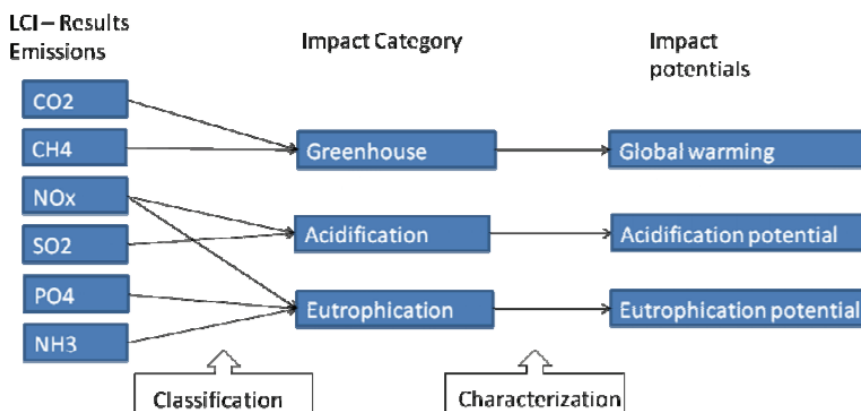 LCI – Results
Emissions
Impact Category
Impact
potentials
CO2
CH4
Greenhouse
Global warming
NOx
SO2
Acidification
Acidification potential
PO4
Eutrophication
Eutrophication potential
NH3
Classification
Characterization